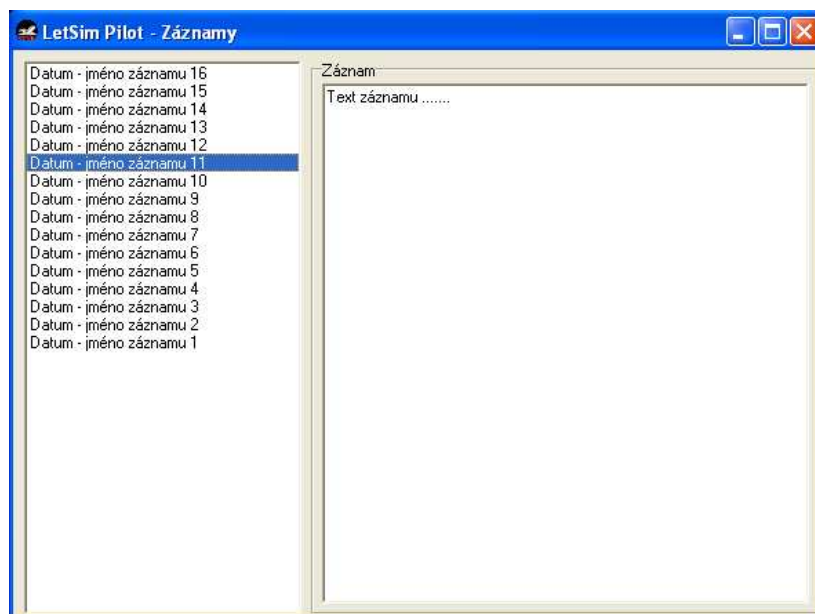 LetSim Pilot - Záznamy
Datum - jméno záznamu 16
Datum - jméno záznamu 15
Datum - jméno záznamu 14
Datum - jméno záznamu 13
Datum - jméno záznamu 12
Datum - jméno záznamu 11
Datum - jméno záznamu 10
Datum - jméno záznamu 9
Datum - jméno záznamu 8
Datum - jméno záznamu 7
Datum - jméno záznamu 6
Datum - jméno záznamu 5
Datum - jméno záznamu 4
Datum - jméno záznamu 3
Datum - jméno záznamu 2
Datum - jméno záznamu 1
Záznam
Text záznamu .......